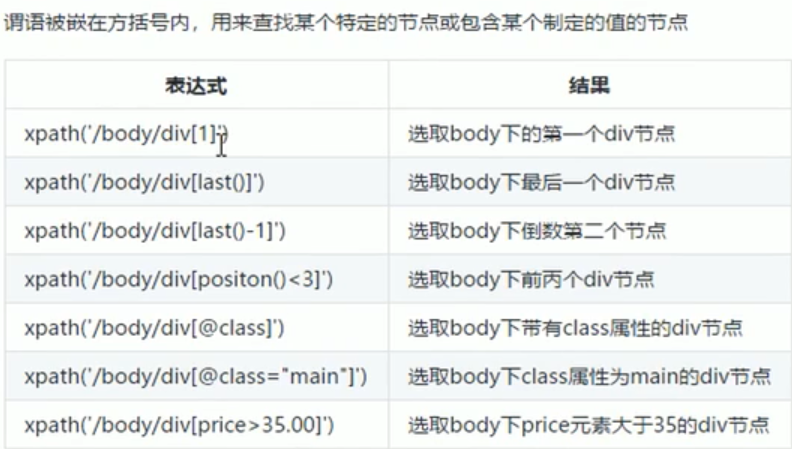 谓语被嵌在方括号内，用来查找某个特定的节点或包含某个制定的值的节点
表达式 结果
xpath('/body/div[1]') 选取body下的第一个div节点
xpath('/body/div[last()]') 选取body下最后一个div节点
xpath('/body/div[last()-1]') 选取body下倒数第二个节点
xpath('/body/div[positon()<3]') 选取body下前丙个div节点
xpath('/body/div[@class]') 选取body下带有class属性的div节点
xpath('/body/div[@class="main"]') 选取body下class属性为main的div节点
xpath('/body/div[price>35.00]') 选取body下price元素大于35的div节点